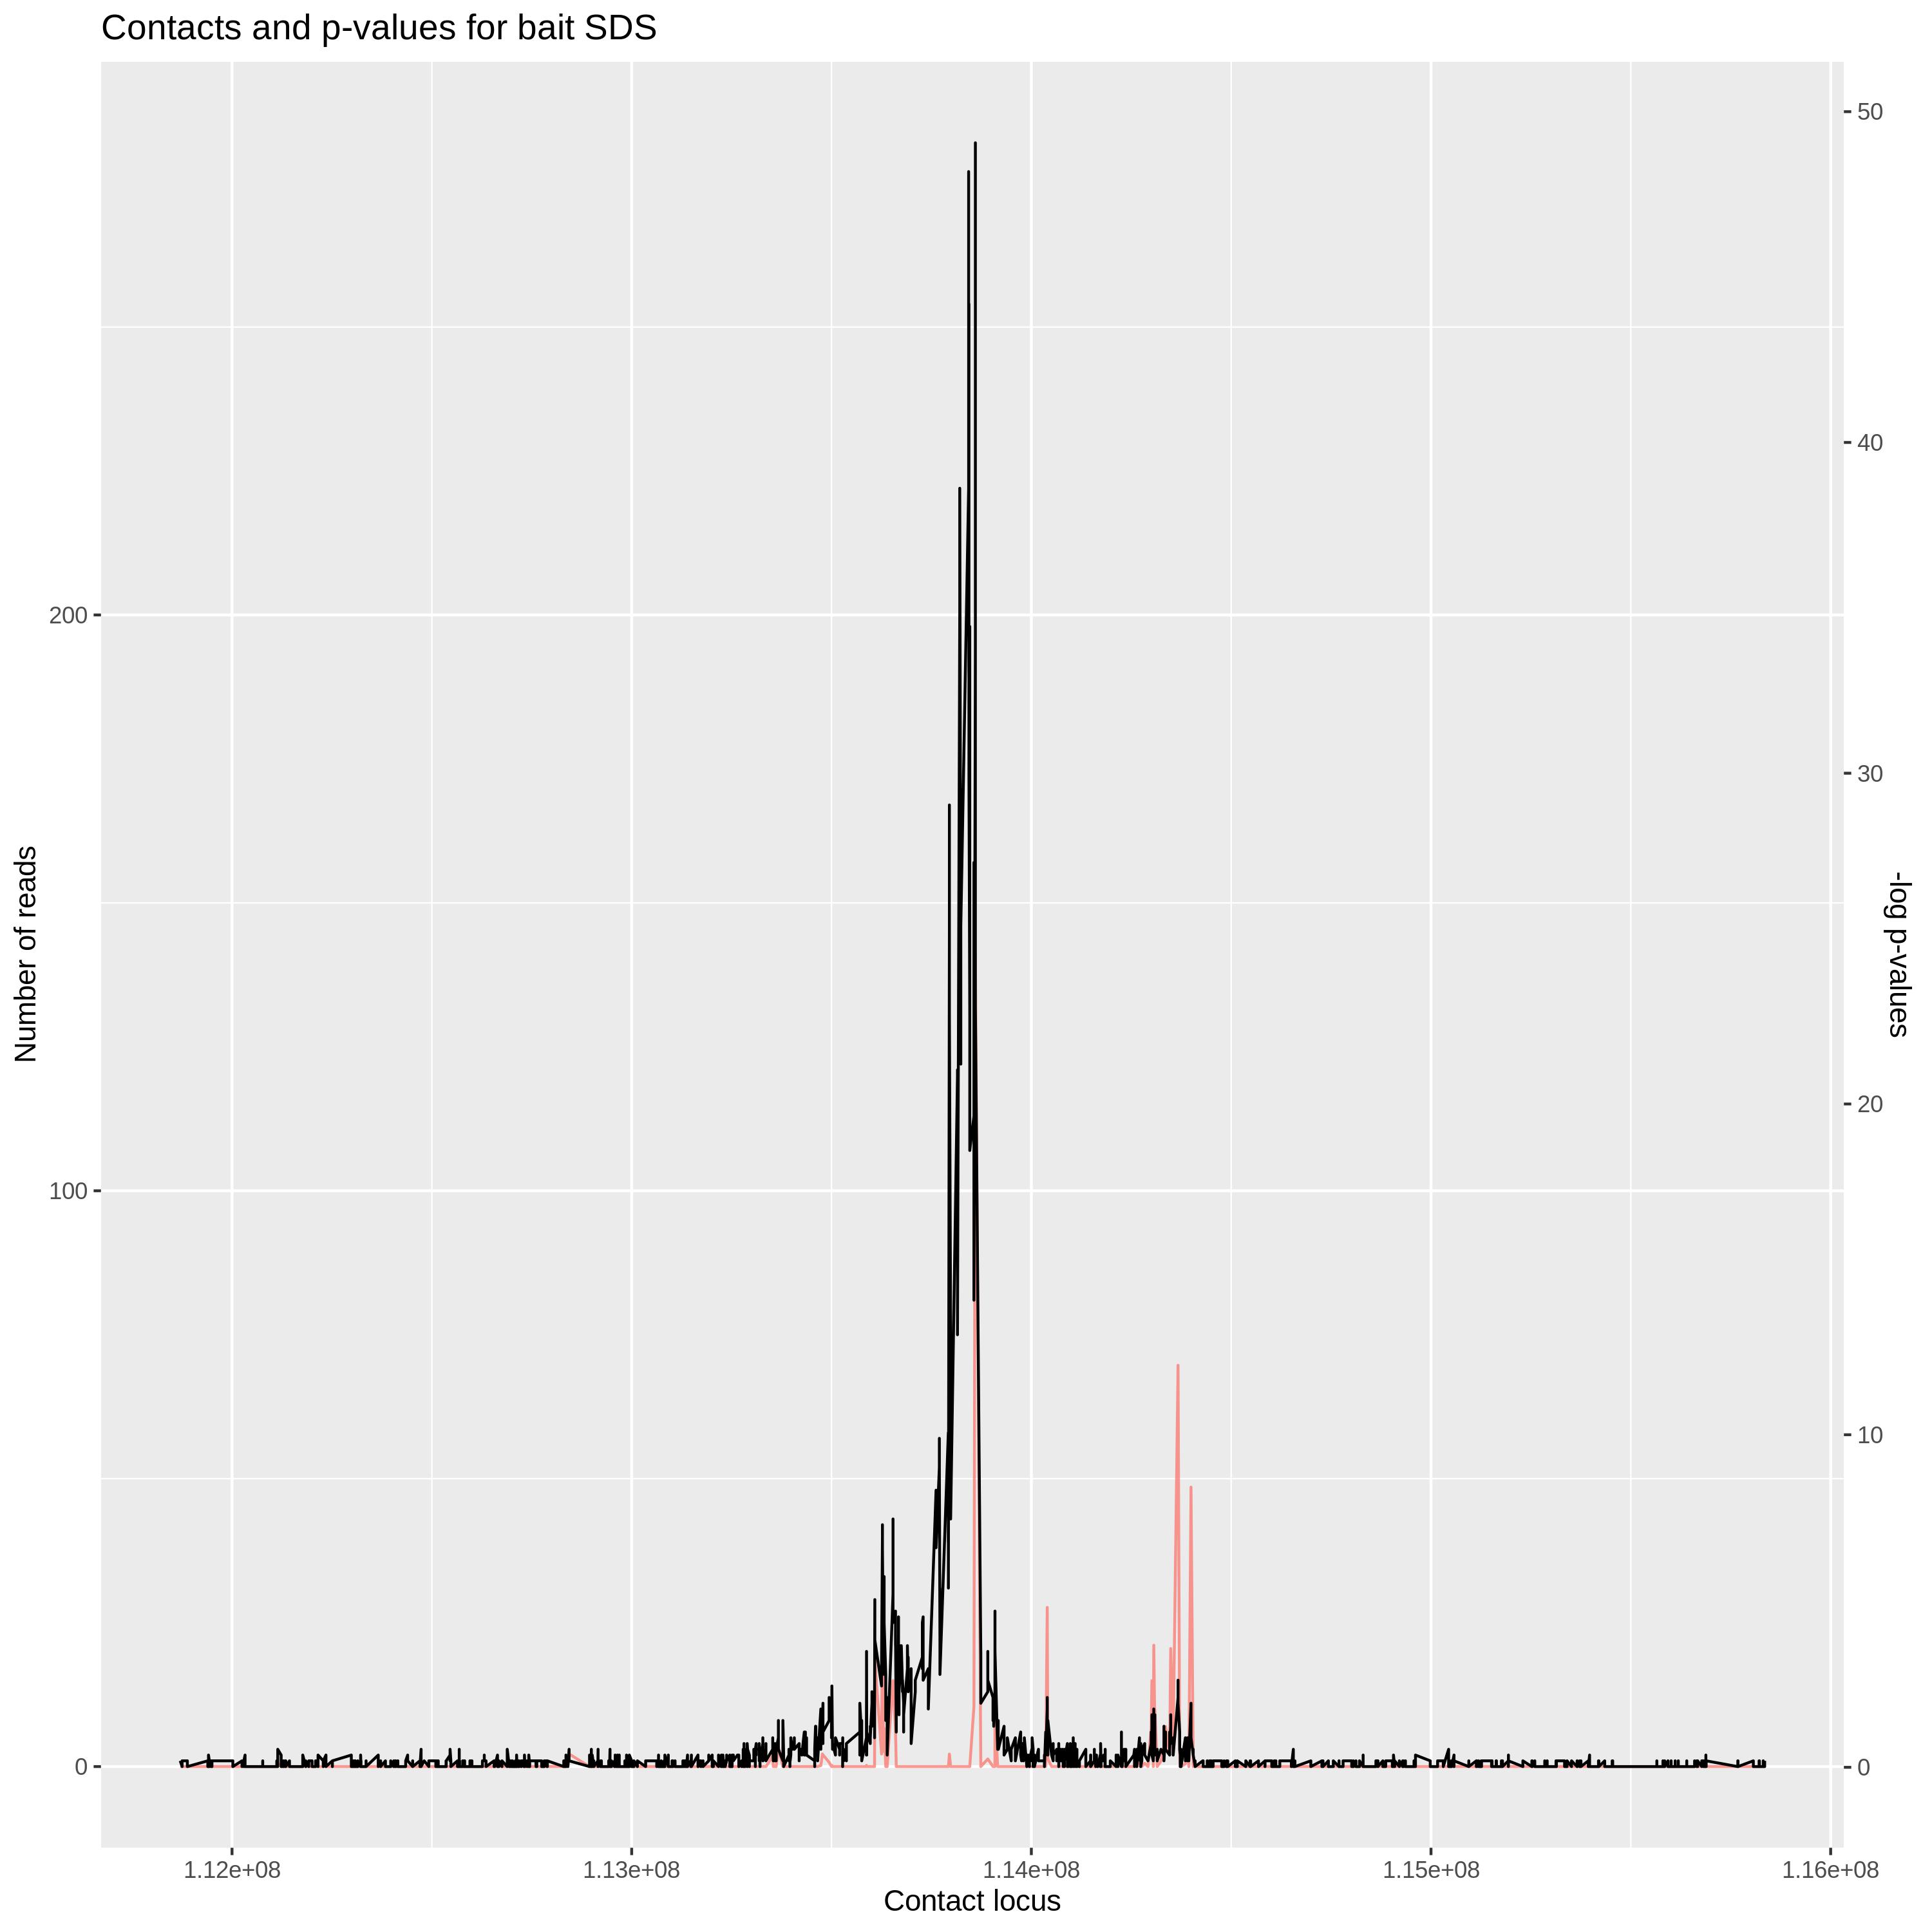 Contacts and p-values for bait SDS
Number of reads
200
100
0
50
40
30
20
10
0
-log p-values
1.12e+08 1.13e+08 1.14e+08 1.15e+08 1.16e+08
Contact locus